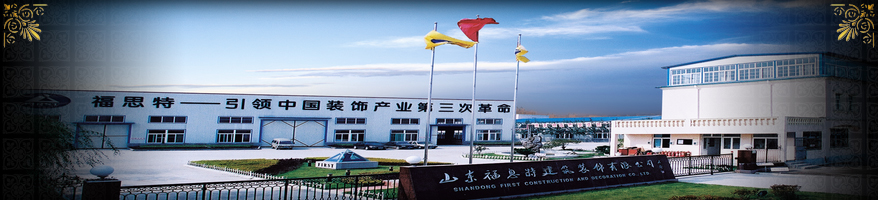 福思特——引领中国装饰产业第三次革命
FIRST
山东福思特建筑装饰有限公司
SHANDONG FIRST CONSTRUCTION AND DECORATION CO.,LTD